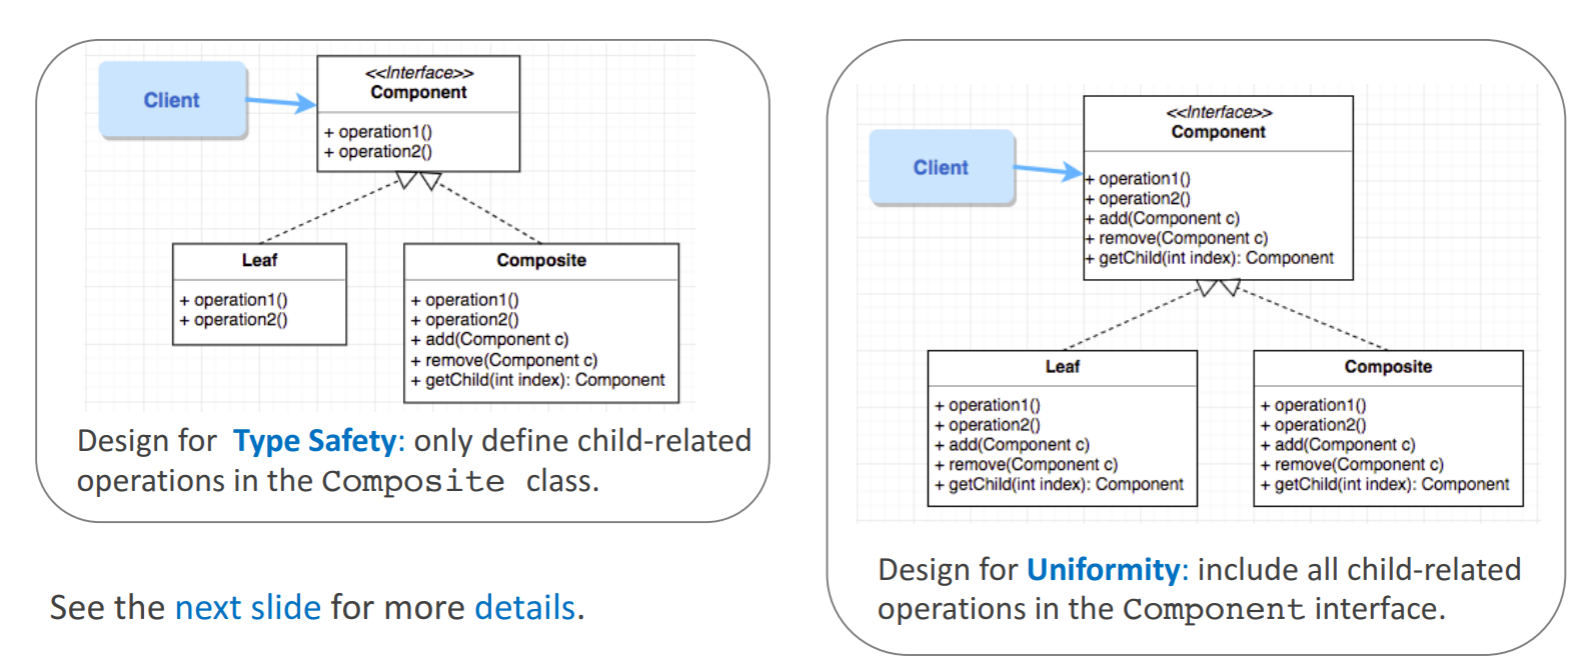 Client
<<Interface>>
Component
+ operation1()
+ operation2()
Leaf
+ operation1()
+ operation2()
Composite
+ operation1()
+ operation2()
+ add(Component c)
+ remove(Component c)
+ getChild(int index): Component
Design for Type Safety: only define child-related
operations in the Composite class.
See the next slide for more details.
Client
<<Interface>>
Component
+ operation1()
+ operation2()
+ add(Component c)
+ remove(Component c)
+ getChild(int index): Component
Leaf
+ operation1()
+ operation2()
+ add(Component c)
+ remove(Component c)
+ getChild(int index): Component
Composite
+ operation1()
+ operation2()
+ add(Component c)
+ remove(Component c)
+ getChild(int index): Component
Design for Uniformity: include all child-related
operations in the Component interface.